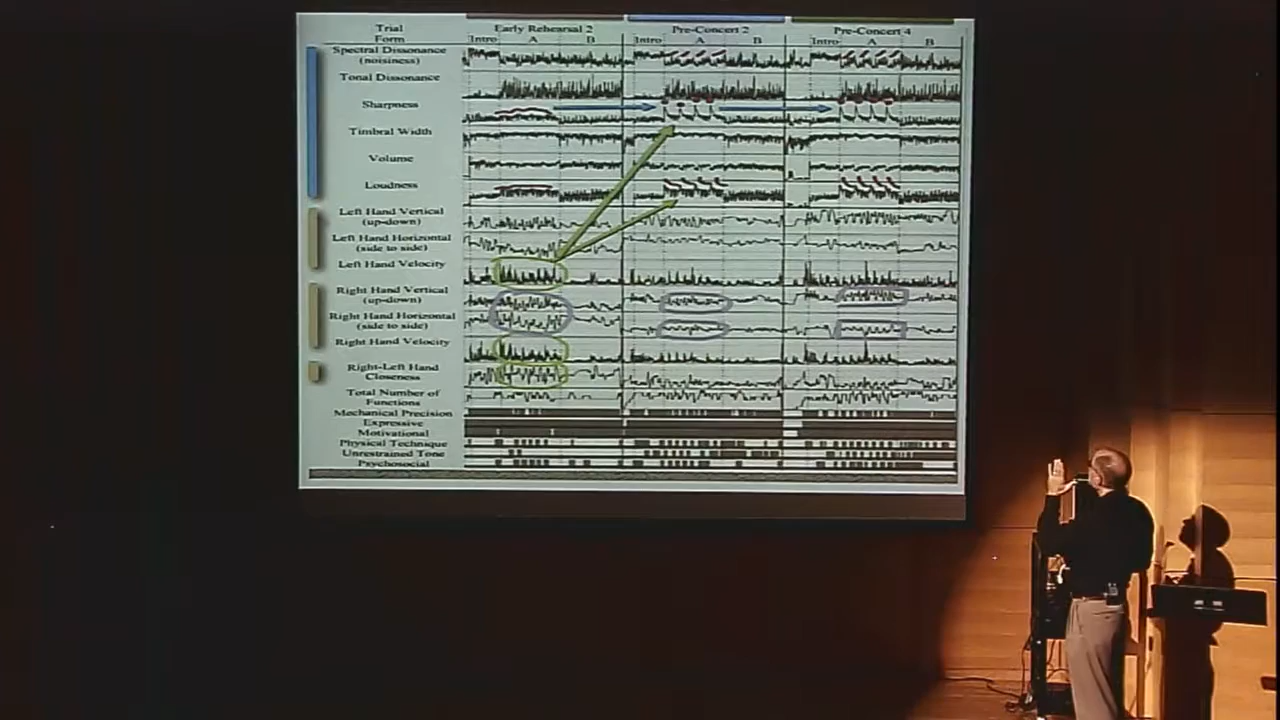 Trial Early Rehearsal 2 Pre-Concert 2 Pre-Concert 4
Form Intro A B Intro A B Intro A B
Spectral Dissonance
(noisiness)
Tonal Dissonance
Sharpness
Timbral Width
Volume
Loudness
Left Hand Vertical
(up-down)
Left Hand Horizontal
(side to side)
Left Hand Velocity
Right Hand Vertical
(up-down)
Right Hand Horizontal
(side to side)
Right Hand Velocity
Right-Left Hand
Closeness
Total Number of
Functions
Mechanical Precision
Expressive
Motivational
Physical Technique
Unrestrained Tone
Psychosocial